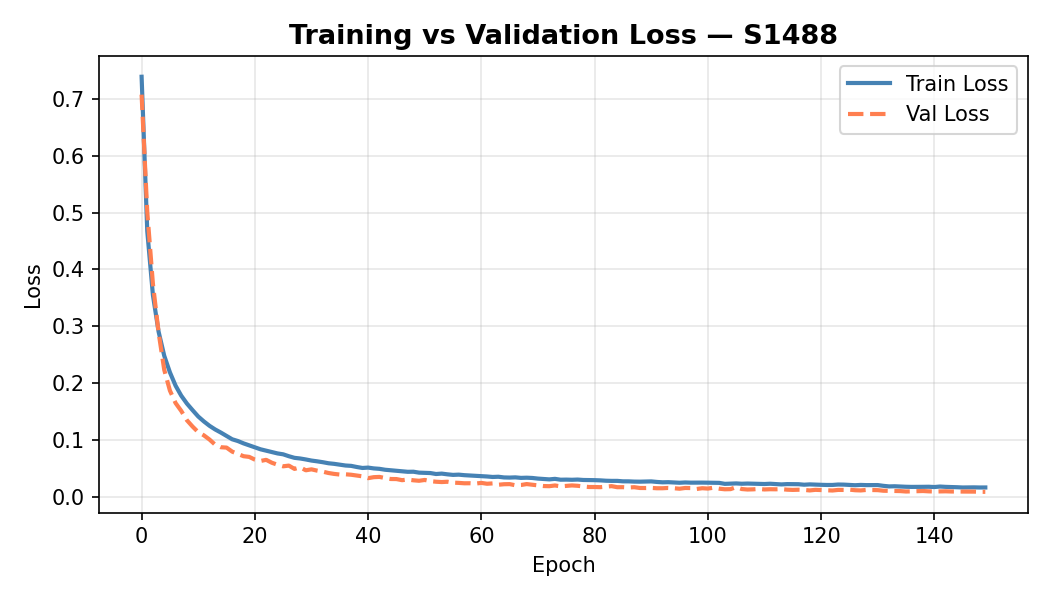 Training vs Validation Loss — S1488
Train Loss
Val Loss
0.7
0.6
0.5
0.4
0.3
0.2
0.1
0.0
Loss
0 20 40 60 80 100 120 140
Epoch